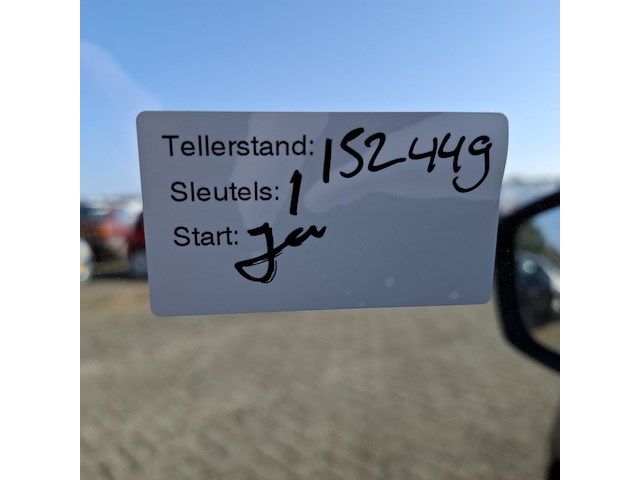 Tellerstand: 152449
Sleutels: 1
Start: Ja